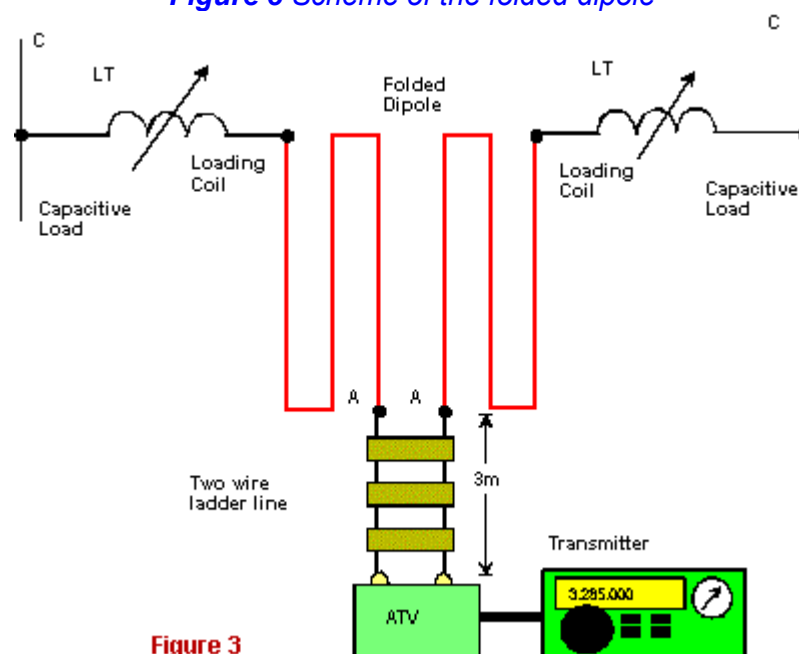 Figure 3 Scheme of the folded dipole
C
C
LT
LT
Folded
Dipole
Loading
Coil
Loading
Coil
Capacitive
Load
Capacitive
Load
A
A
Two wire
ladder line
3m
Transmitter
3.285.000
ATV
Figure 3